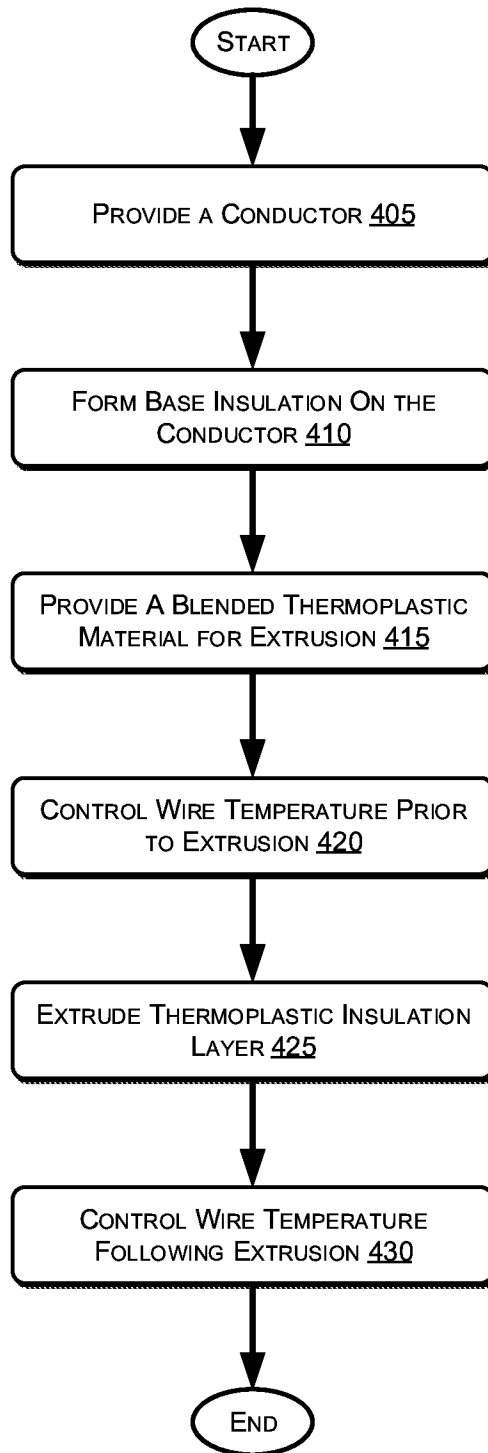 START
PROVIDE A CONDUCTOR 405
FORM BASE INSULATION ON THE
CONDUCTOR 410
PROVIDE A BLENDED THERMOPLASTIC
MATERIAL FOR EXTRUSION 415
CONTROL WIRE TEMPERATURE PRIOR
TO EXTRUSION 420
EXTRUDE THERMOPLASTIC INSULATION
LAYER 425
CONTROL WIRE TEMPERATURE
FOLLOWING EXTRUSION 430
END